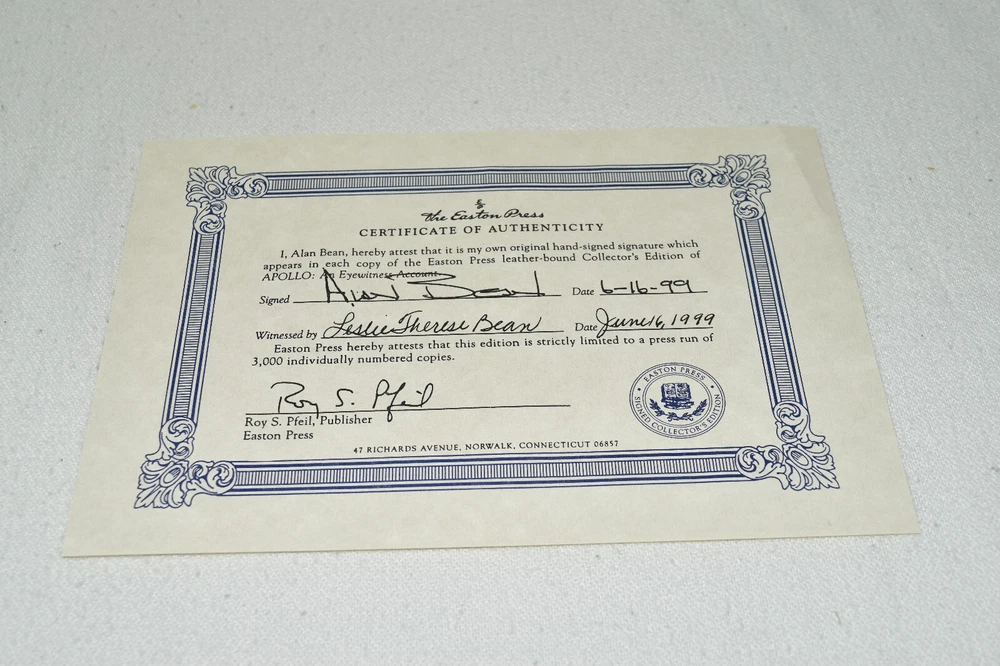 The Easton Press
CERTIFICATE OF AUTHENTICITY
I, Alan Bean, hereby attest that it is my own original hand-signed signature which
appears in each copy of the Easton Press leather-bound Collector's Edition of
APOLLO: An Eyewitness Account.
Signed Alan Bean Date 6-16-99
Witnessed by Leslie Therese Bean Date June 16, 1999
Easton Press hereby attests that this edition is strictly limited to a press run of
3,000 individually numbered copies.
Roy S. Pfeil
Roy S. Pfeil, Publisher
Easton Press
EASTON PRESS
SIGNED COLLECTOR'S EDITION
47 RICHARDS AVENUE, NORWALK, CONNECTICUT 06857